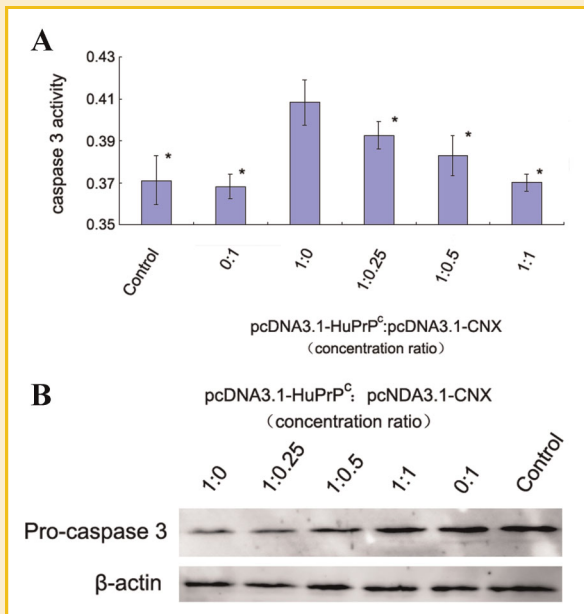 A
caspase 3 activity
0.43
0.41
0.39
0.37
0.35
* * * * *
Control 0:1 1:0 1:0.25 1:0.5 1:1
pcDNA3.1-HuPrP^C:pcDNA3.1-CNX
(concentration ratio)
B
pcDNA3.1-HuPrP^C: pcNDA3.1-CNX
(concentration ratio)
1:0 1:0.25 1:0.5 1:1 0:1 Control
Pro-caspase 3
β-actin